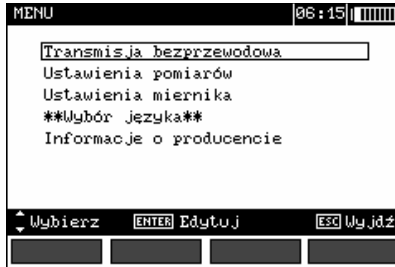 MENU 06:15
Transmisja bezprzewodowa
Ustawienia pomiarów
Ustawienia miernika
**Wybór języka**
Informacje o producencie
Wybierz ENTER Edytuj ESC Wyjdź